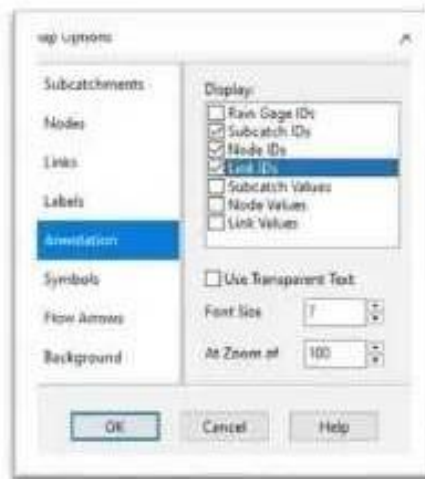 Options
Subcatchments
Nodes
Links
Labels
Annotation
Symbols
Flow Arrows
Background
Display:
Rain Gage IDs
Subcatch IDs
Node IDs
Link IDs
Subcatch Values
Node Values
Link Values
Use Transparent Text
Font Size 7
At Zoom of 100
OK Cancel Help